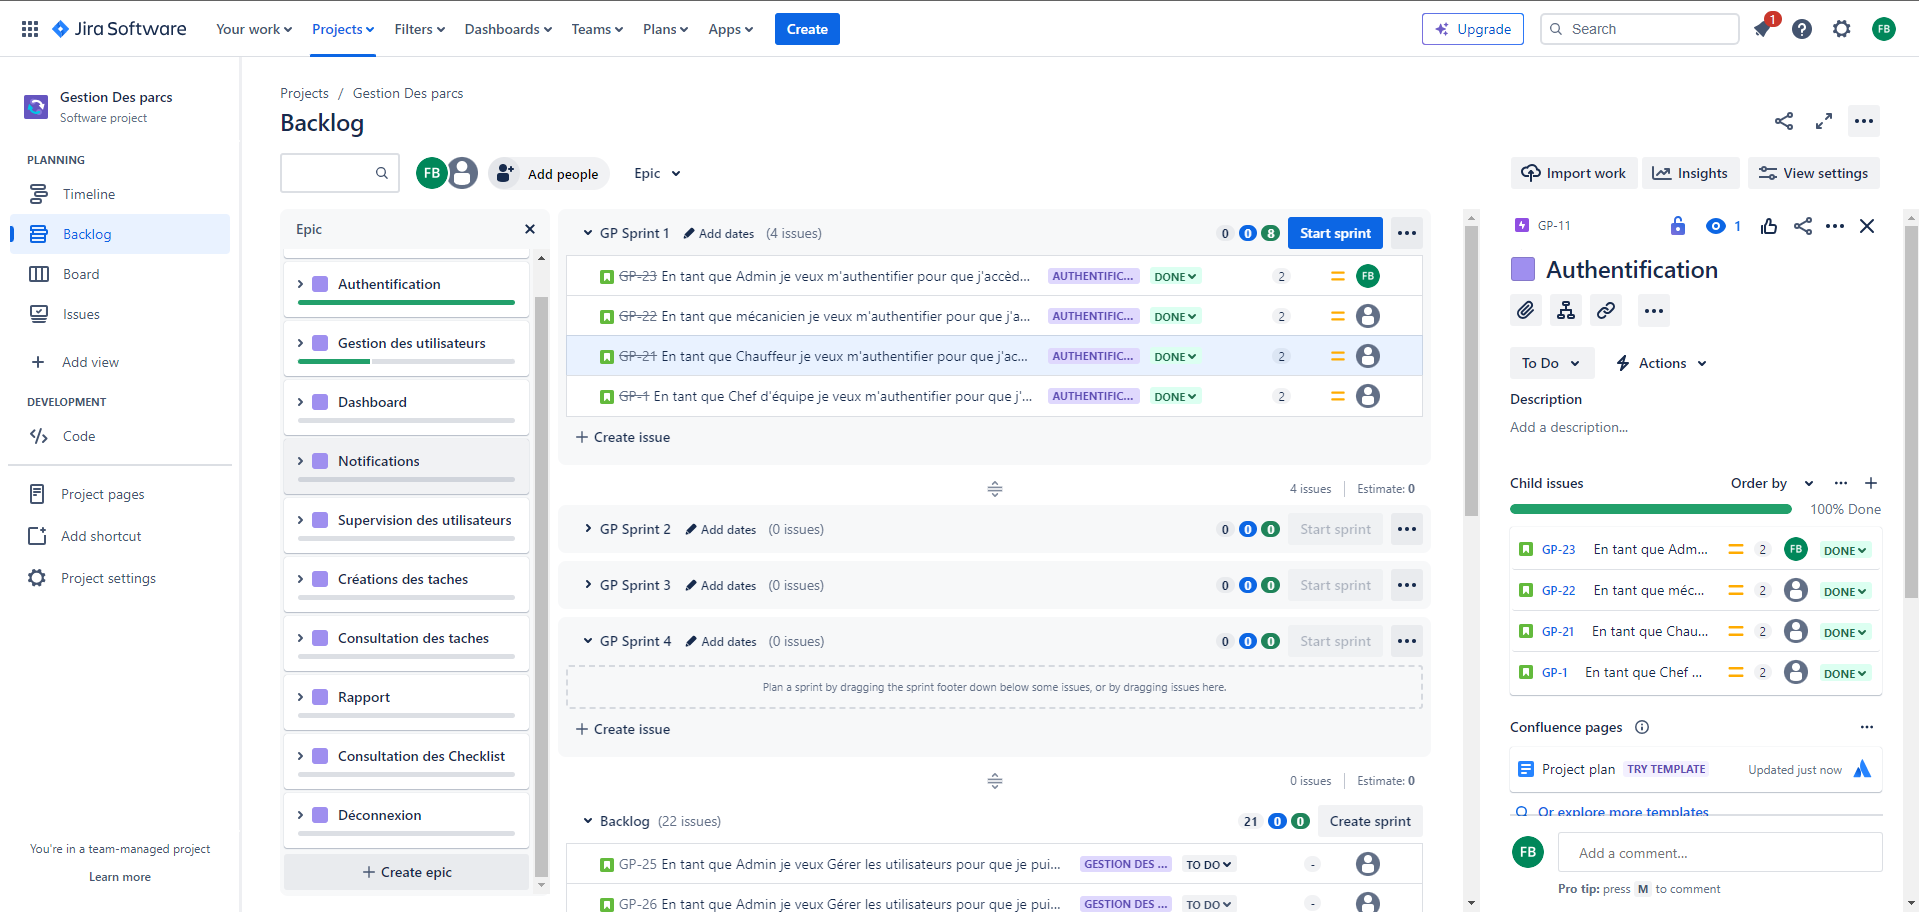 Jira Software
Your work
Projects
Filters
Dashboards
Teams
Plans
Apps
Create
Upgrade
Search
1
FB
Gestion Des parcs
Software project
PLANNING
Timeline
Backlog
Board
Issues
Add view
DEVELOPMENT
Code
Project pages
Add shortcut
Project settings
You're in a team-managed project
Learn more
Projects / Gestion Des parcs
Backlog
FB
Add people
Epic
Import work
Insights
View settings
Epic
Authentification
Gestion des utilisateurs
Dashboard
Notifications
Supervision des utilisateurs
Créations des taches
Consultation des taches
Rapport
Consultation des Checklist
Déconnexion
Create epic
GP Sprint 1 Add dates (4 issues) 0 0 8 Start sprint
GP-23 En tant que Admin je veux m'authentifier pour que j'accèd... AUTHENTIFIC... DONE 2 FB
GP-22 En tant que mécanicien je veux m'authentifier pour que j'a... AUTHENTIFIC... DONE 2
GP-21 En tant que Chauffeur je veux m'authentifier pour que j'ac... AUTHENTIFIC... DONE 2
GP-1 En tant que Chef d'équipe je veux m'authentifier pour que j'... AUTHENTIFIC... DONE 2
Create issue
4 issues Estimate: 0
GP Sprint 2 Add dates (0 issues) 0 0 0 Start sprint
GP Sprint 3 Add dates (0 issues) 0 0 0 Start sprint
GP Sprint 4 Add dates (0 issues) 0 0 0 Start sprint
Plan a sprint by dragging the sprint footer down below some issues, or by dragging issues here.
Create issue
0 issues Estimate: 0
Backlog (22 issues) 21 0 0 Create sprint
GP-25 En tant que Admin je veux Gérer les utilisateurs pour que je pui... GESTION DES ... TO DO -
GP-26 En tant que Admin je veux Gérer les utilisateurs pour que je pui... GESTION DES ... TO DO -
GP-11
1
Authentification
To Do
Actions
Description
Add a description...
Child issues Order by
100% Done
GP-23 En tant que Adm... 2 FB DONE
GP-22 En tant que méc... 2 DONE
GP-21 En tant que Chau... 2 DONE
GP-1 En tant que Chef ... 2 DONE
Confluence pages
Project plan TRY TEMPLATE Updated just now
Or explore more templates
FB
Add a comment...
Pro tip: press M to comment